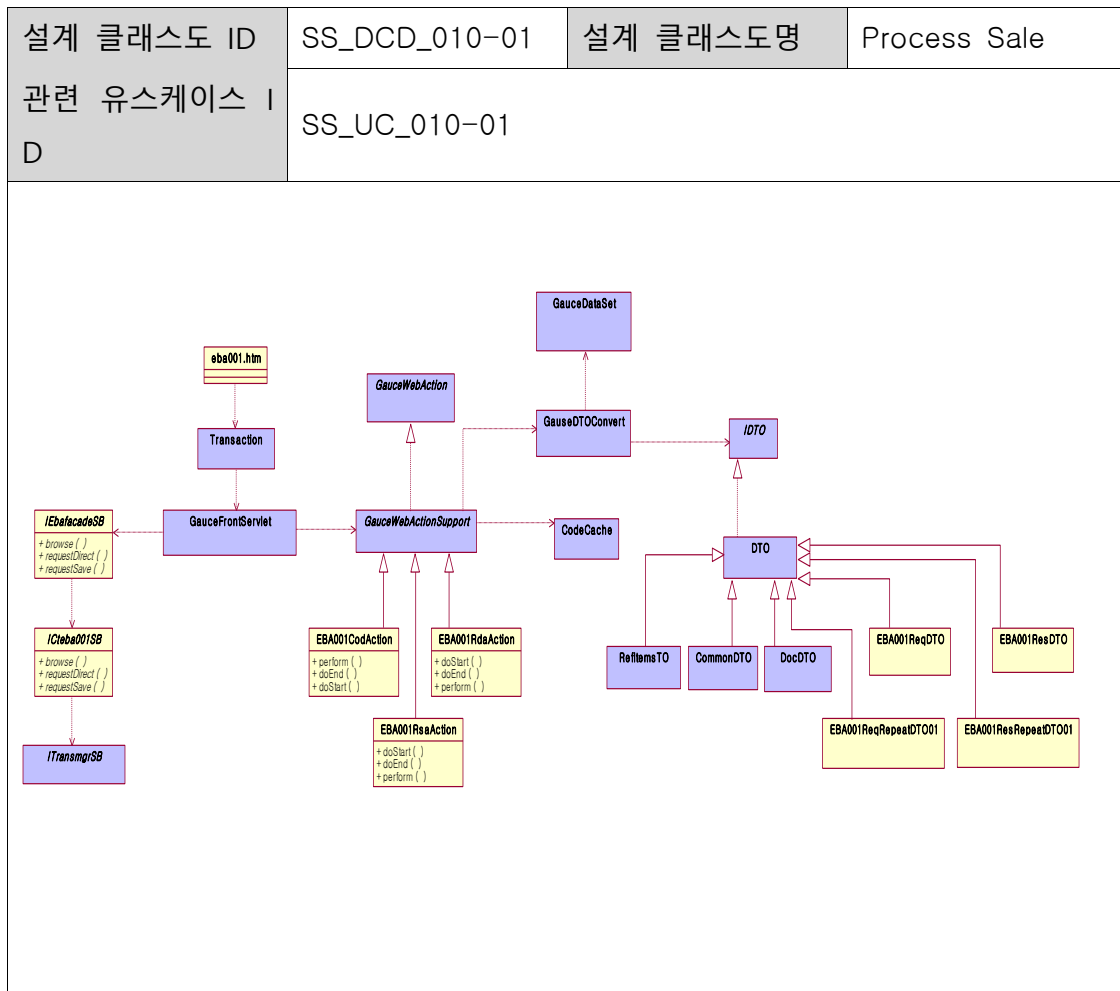 설계 클래스도 ID
SS_DCD_010-01
설계 클래스도명
Process Sale
관련 유스케이스 I
D
SS_UC_010-01
GauceDataSet
eba001.htm
GauceWebAction
GauseDTOConvert
IDTO
Transaction
IEbafacadeSB
+ browse ( )
+ requestDirect ( )
+ requestSave ( )
GauceFrontServlet
GauceWebActionSupport
CodeCache
DTO
ICteba001SB
+ browse ( )
+ requestDirect ( )
+ requestSave ( )
EBA001CodAction
+ perform ( )
+ doEnd ( )
+ doStart ( )
EBA001RdaAction
+ doStart ( )
+ doEnd ( )
+ perform ( )
RefItemsTO
CommonDTO
DocDTO
EBA001ReqDTO
EBA001ResDTO
ITransmgrSB
EBA001RsaAction
+ doStart ( )
+ doEnd ( )
+ perform ( )
EBA001ReqRepeatDTO01
EBA001ResRepeatDTO01